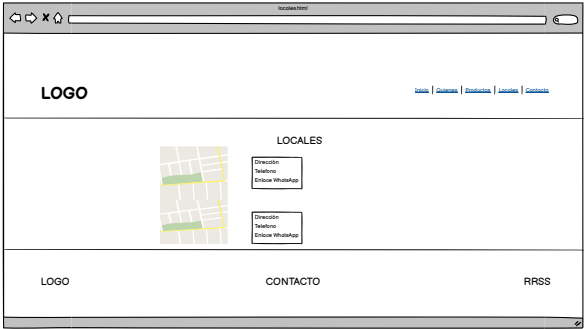 locales.html
LOGO
Inicio | Quienes | Productos | Locales | Contacto
LOCALES
Dirección
Telefono
Enlace WhatsApp
Dirección
Telefono
Enlace WhatsApp
LOGO CONTACTO RRSS